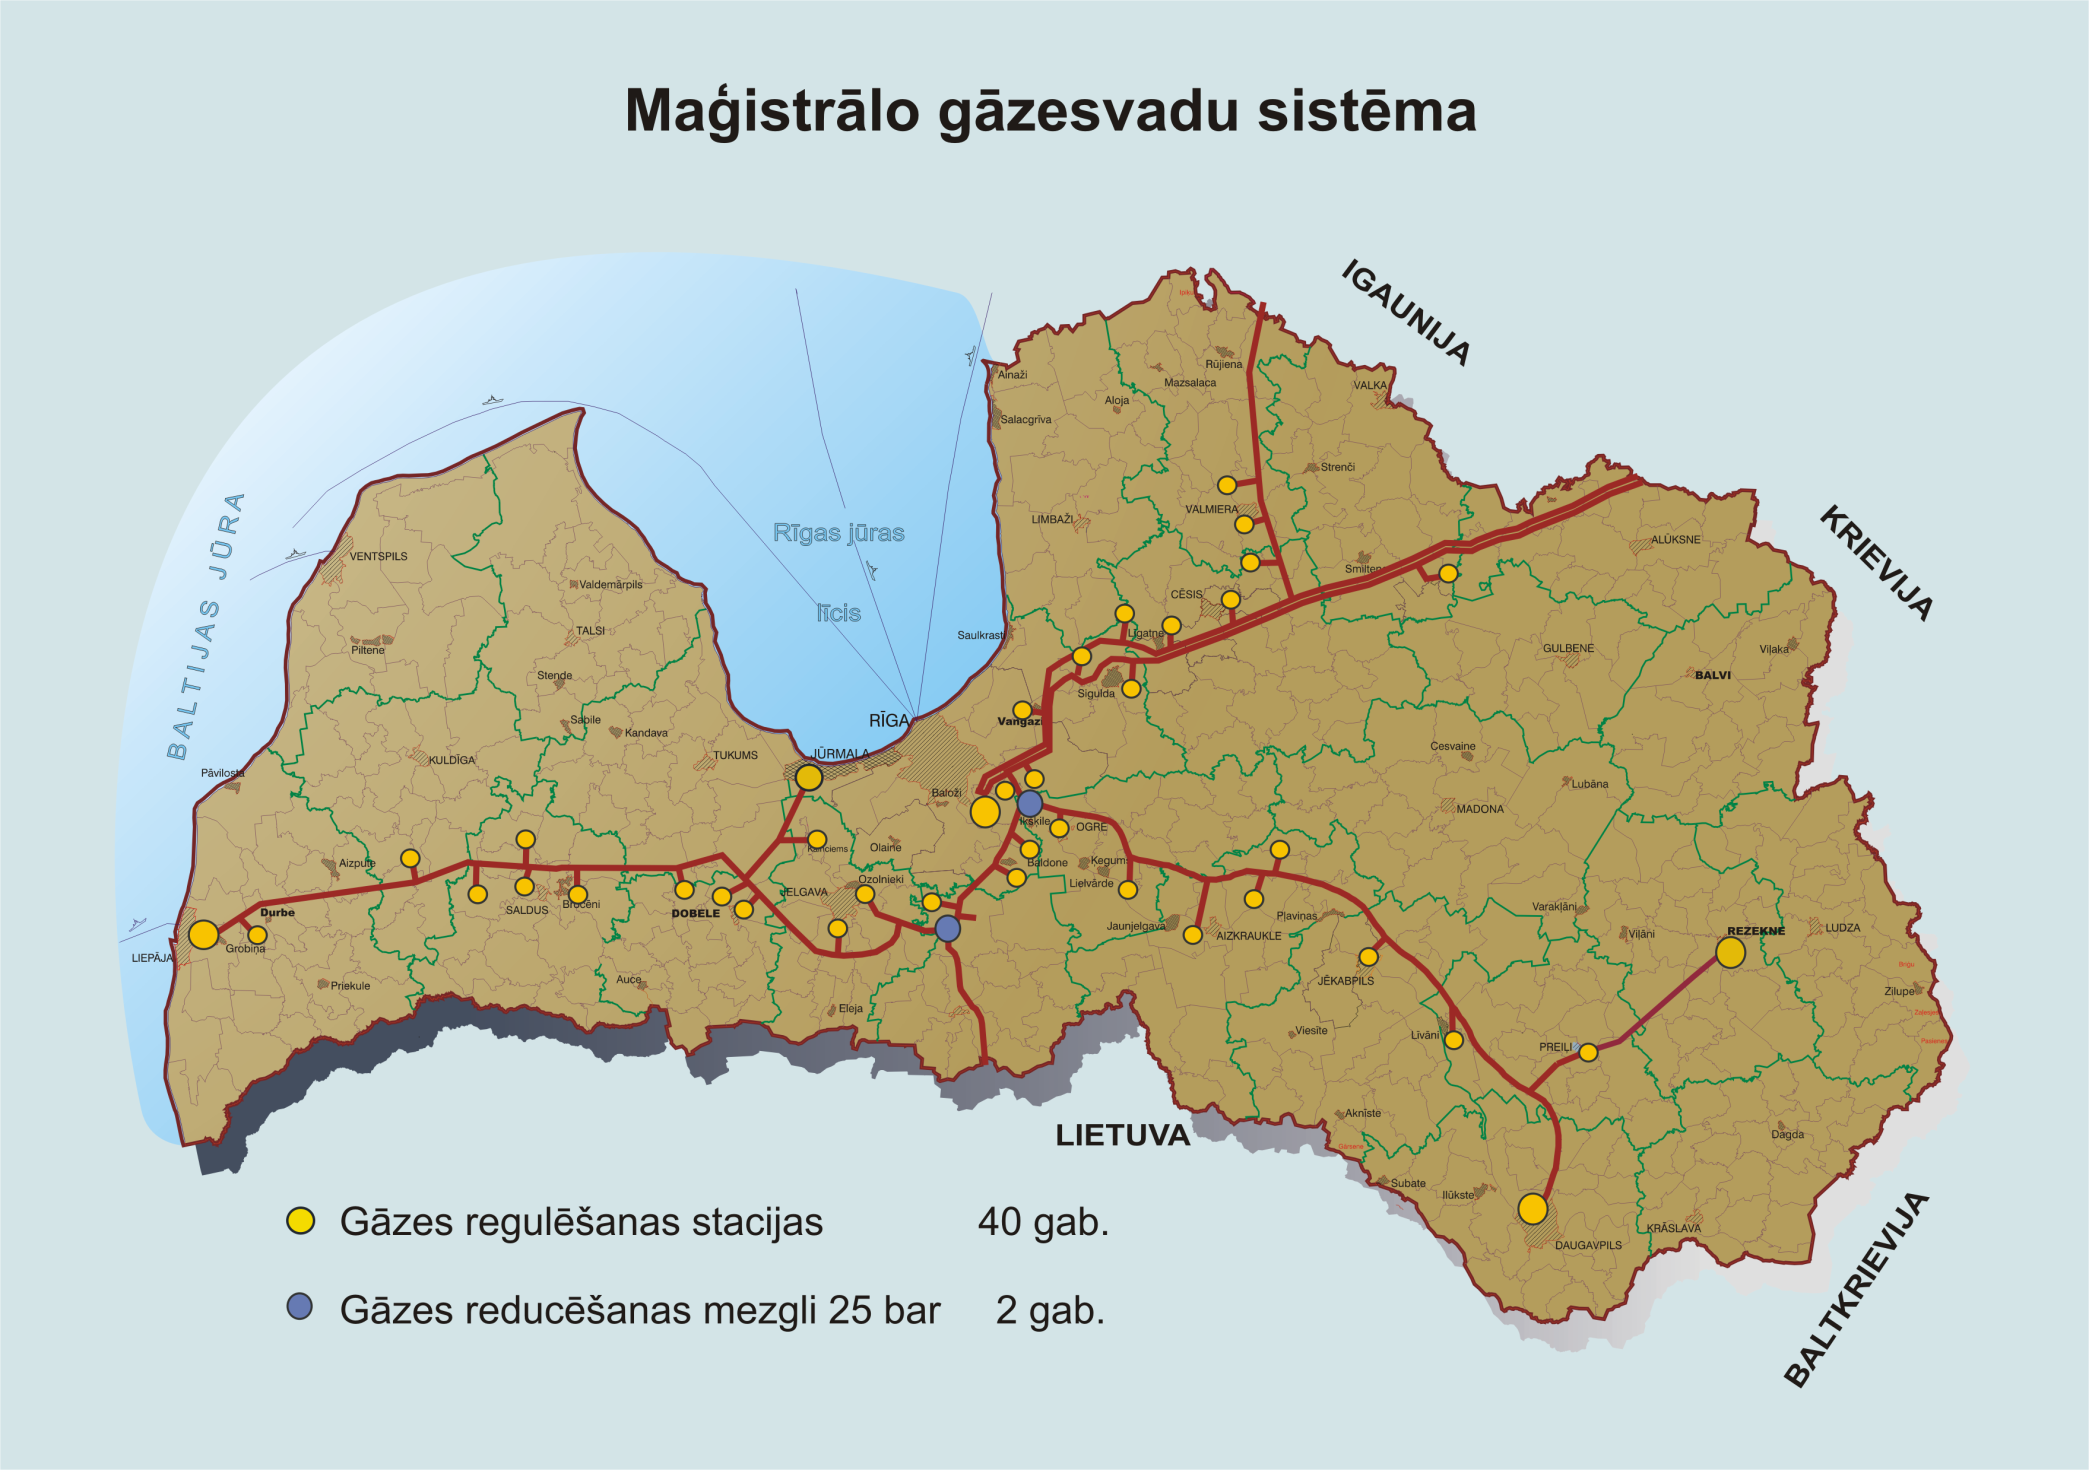 Maģistrālo gāzesvadu sistēma
IGAUNIJA
KRIEVIJA
BALTKRIEVIJA
LIETUVA
BALTIJAS JŪRA
Rīgas jūras
līcis
Rūjiena
Mazsalaca
Ainaži
Aloja
Salacgrīva
VALKA
Strenči
VALMIERA
LIMBAŽI
ALŪKSNE
VENTSPILS
Valdemārpils
Smiltene
CĒSIS
TALSI
Līgatne
Saulkrasti
Piltene
GULBENE
Viļaka
Stende
BALVI
Sigulda
Sabile
Kandava
RĪGA
Vangaži
TUKUMS
JŪRMALA
KULDĪGA
Cesvaine
Pāvilosta
Lubāna
Baloži
MADONA
Ikšķile
OGRE
Kalnciems
Olaine
Aizpute
Baldone
Ķegums
Ozolnieki
Lielvārde
JELGAVA
SALDUS
Brocēni
DOBELE
Durbe
Varakļāni
Pļaviņas
Jaunjelgava
AIZKRAUKLE
Viļāni
REZEKNE
LUDZA
Grobiņa
LIEPĀJA
JĒKABPILS
Priekule
Auce
Zilupe
Eleja
Viesīte
Līvāni
PREIĻI
Aknīste
Dagda
Subate
Ilūkste
KRĀSLAVA
DAUGAVPILS
Gāzes regulēšanas stacijas 40 gab.
Gāzes reducēšanas mezgli 25 bar 2 gab.